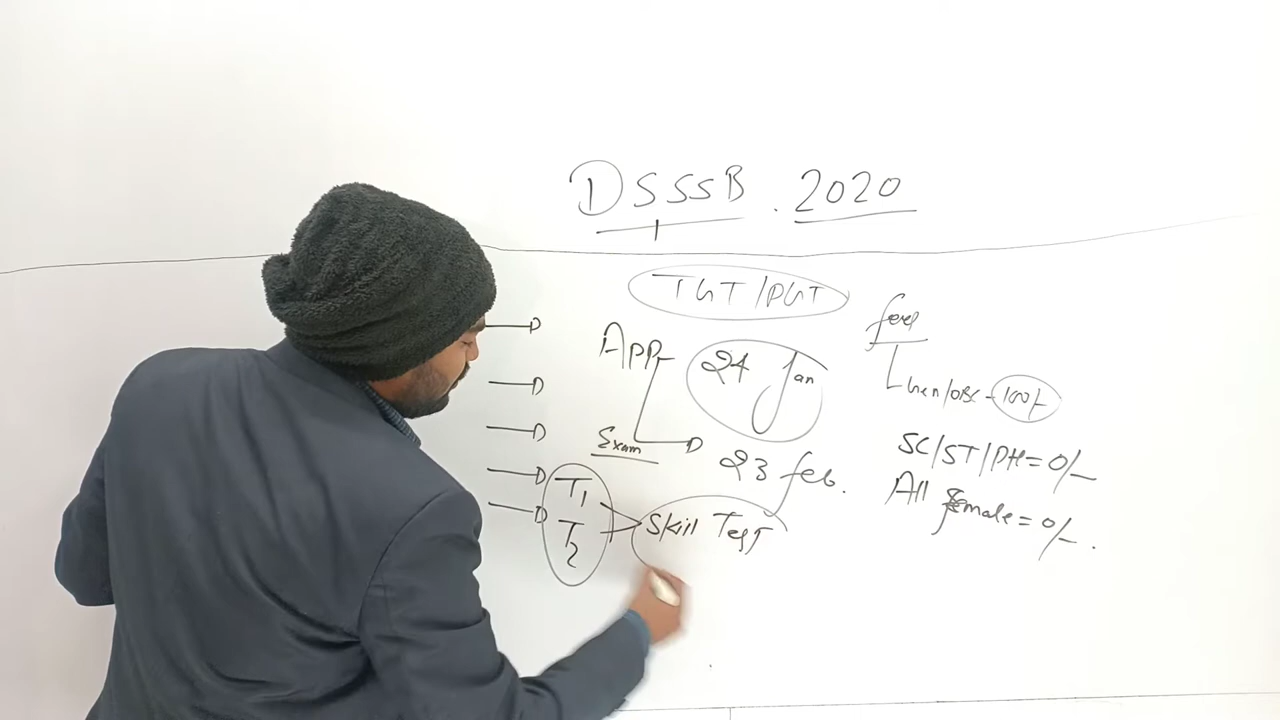 DSSSB. 2020
TGT/PGT
App 24 Jan
Exam
23 feb.
T1
T2
Skill Test
fees
Gen/OBC - 100/-
SC/ST/PH=0/-
All female=0/-.